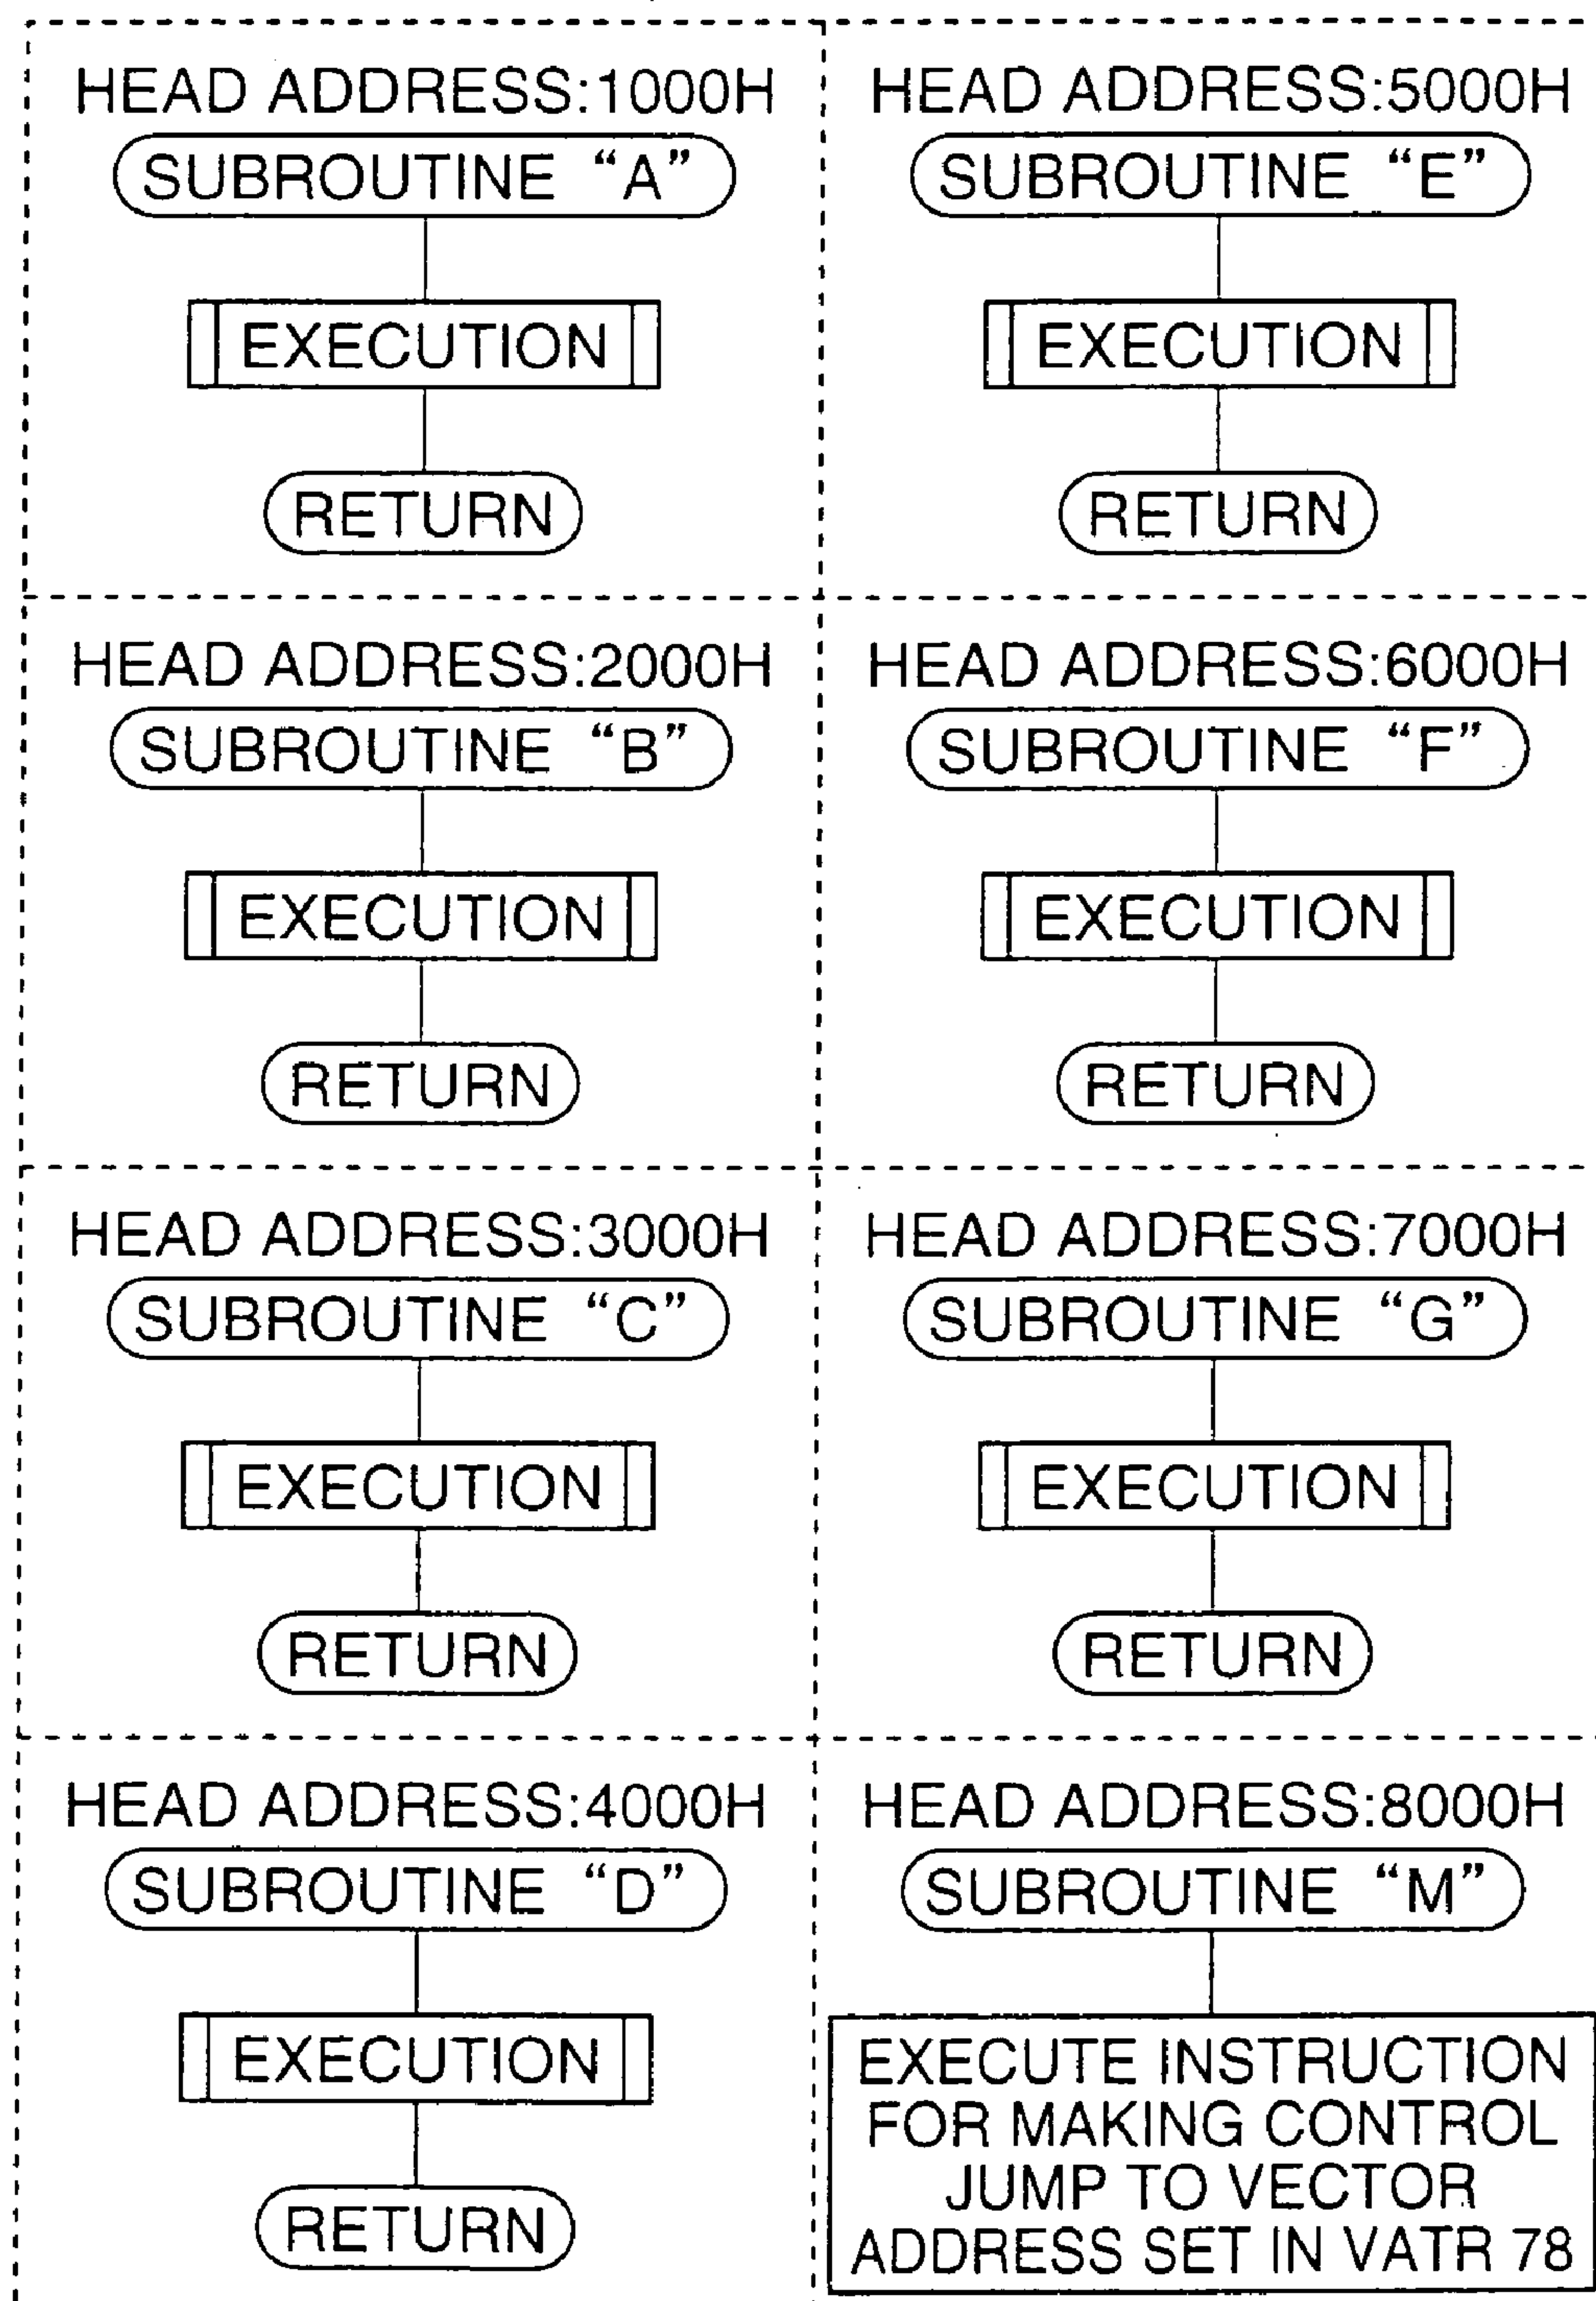 HEAD ADDRESS:1000H
SUBROUTINE “A”
EXECUTION
RETURN
HEAD ADDRESS:5000H
SUBROUTINE “E”
EXECUTION
RETURN
HEAD ADDRESS:2000H
SUBROUTINE “B”
EXECUTION
RETURN
HEAD ADDRESS:6000H
SUBROUTINE “F”
EXECUTION
RETURN
HEAD ADDRESS:3000H
SUBROUTINE “C”
EXECUTION
RETURN
HEAD ADDRESS:7000H
SUBROUTINE “G”
EXECUTION
RETURN
HEAD ADDRESS:4000H
SUBROUTINE “D”
EXECUTION
RETURN
HEAD ADDRESS:8000H
SUBROUTINE “M”
EXECUTE INSTRUCTION
FOR MAKING CONTROL
JUMP TO VECTOR
ADDRESS SET IN VATR 78